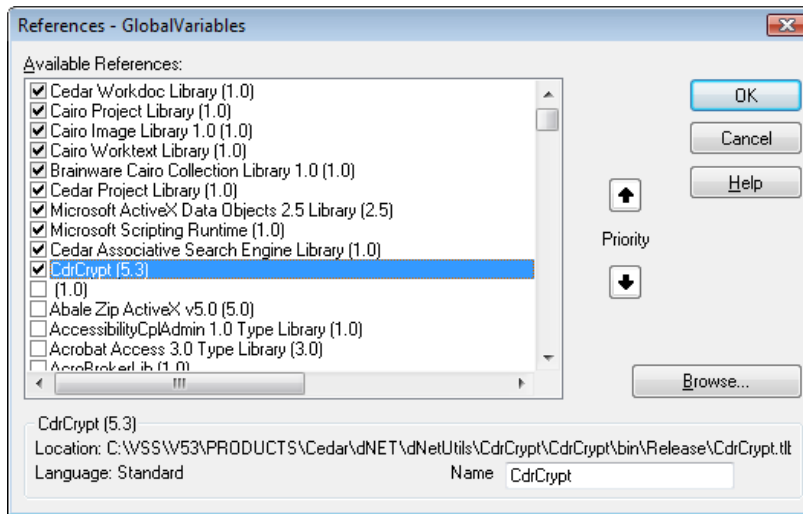 References - GlobalVariables
Available References:
Cedar Workdoc Library (1.0)
Cairo Project Library (1.0)
Cairo Image Library 1.0 (1.0)
Cairo Worktext Library (1.0)
Brainware Cairo Collection Library 1.0 (1.0)
Cedar Project Library (1.0)
Microsoft ActiveX Data Objects 2.5 Library (2.5)
Microsoft Scripting Runtime (1.0)
Cedar Associative Search Engine Library (1.0)
CdrCrypt (5.3)
(1.0)
Abale Zip ActiveX v5.0 (5.0)
AccessibilityCplAdmin 1.0 Type Library (1.0)
Acrobat Access 3.0 Type Library (3.0)
AcroBrokerLib (1.0)
OK
Cancel
Help
Priority
Browse...
CdrCrypt (5.3)
Location: C:\VSS\V53\PRODUCTS\Cedar\dNET\dNetUtils\CdrCrypt\CdrCrypt\bin\Release\CdrCrypt.tlb
Language: Standard
Name CdrCrypt